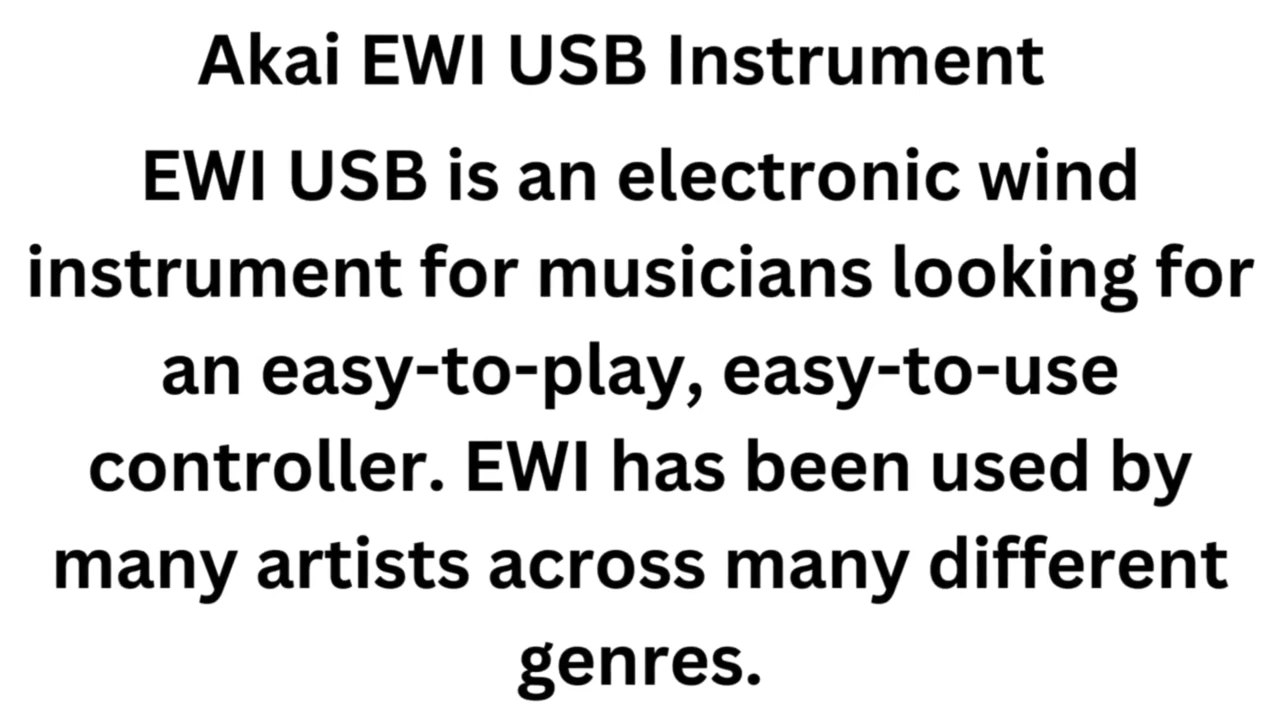 Akai EWI USB Instrument
EWI USB is an electronic wind
instrument for musicians looking for
an easy-to-play, easy-to-use
controller. EWI has been used by
many artists across many different
genres.